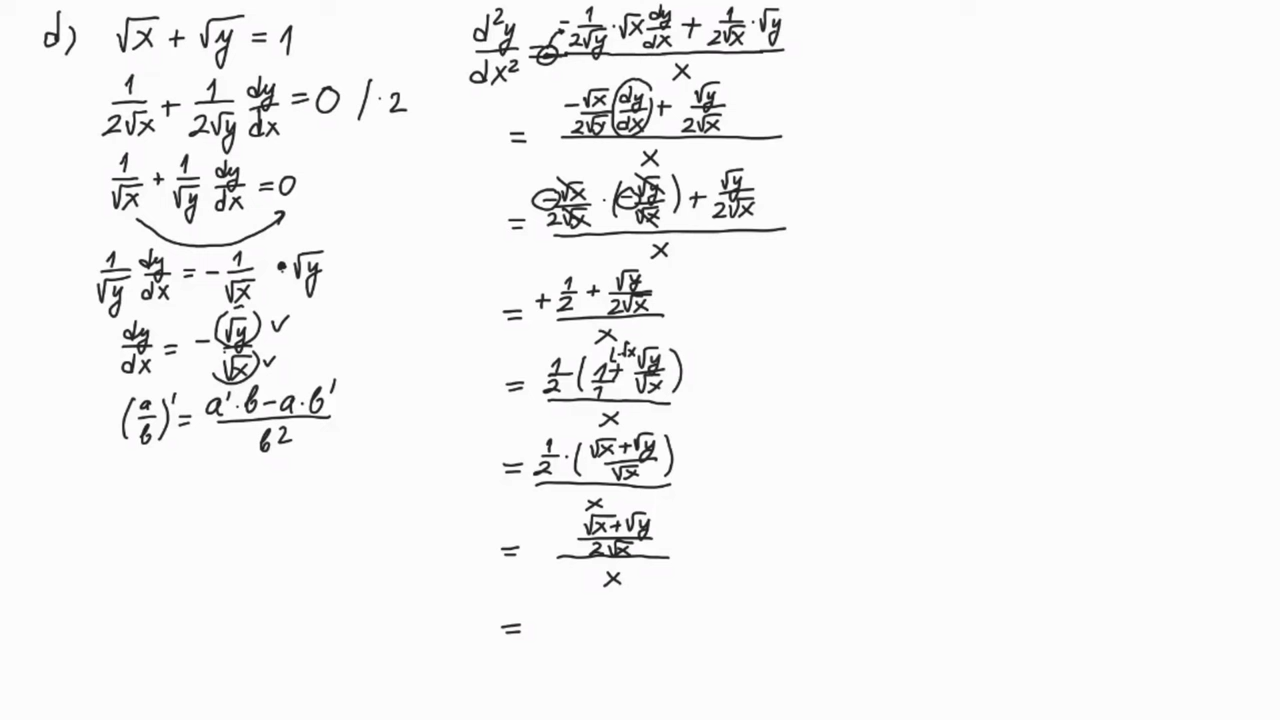 d) √x + √y = 1
1/(2√x) + 1/(2√y) dy/dx = 0 / · 2
1/√x + 1/√y dy/dx = 0
1/√y dy/dx = - 1/√x · √y
dy/dx = - (√y)/(√x) ✓ ✓
(a/b)' = (a' · b - a · b')/b²
d²y/dx² = - (-1/(2√y) · √x dy/dx + 1/(2√x) · √y)/x
= (-√x/(2√y) dy/dx + √y/(2√x))/x
= (-√x/(2√x) · (-√y/√x) + √y/(2√x))/x
= (+ 1/2 + √y/(2√x))/x
= (1/2 (1/1 + √y/√x))/x
= (1/2 · ((√x + √y)/√x))/x
= ((√x + √y)/(2√x))/x
=